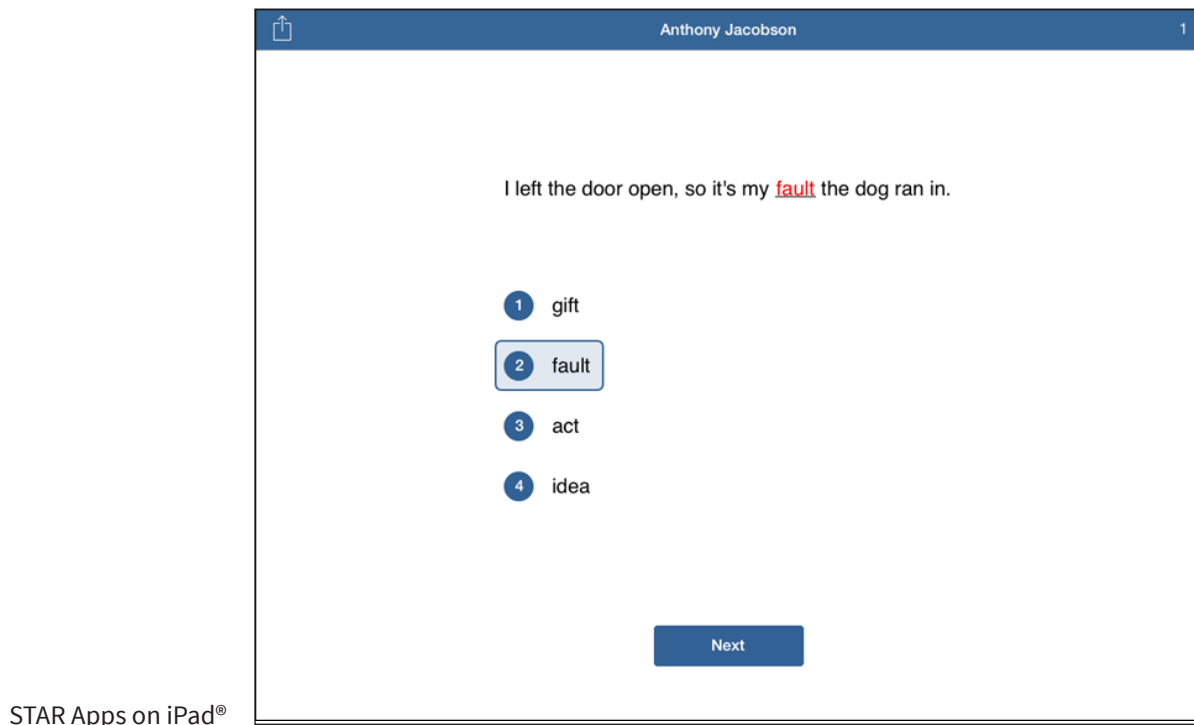 Anthony Jacobson
1
I left the door open, so it's my fault the dog ran in.
1 gift
2 fault
3 act
4 idea
Next
STAR Apps on iPad®